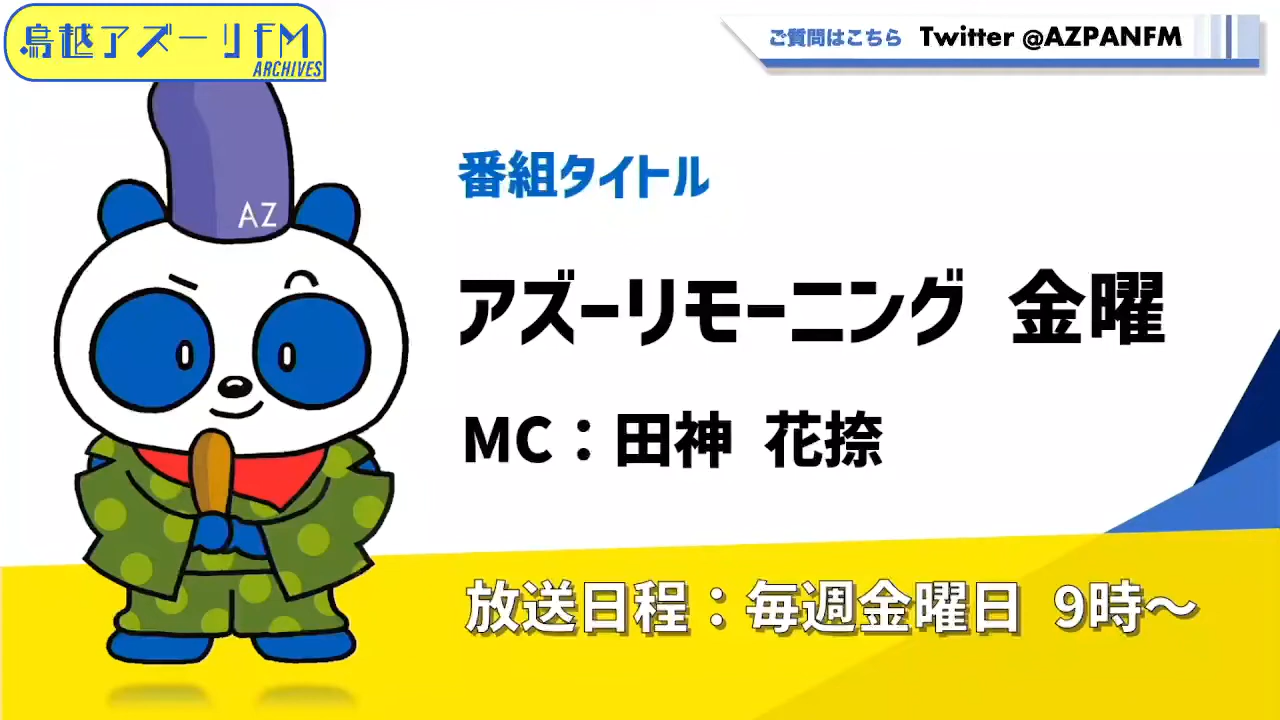 鳥越アズーリFM
ARCHIVES
ご質問はこちら Twitter @AZPANFM
AZ
番組タイトル
アズーリモーニング 金曜
MC：田神 花捺
放送日程：毎週金曜日 9時～